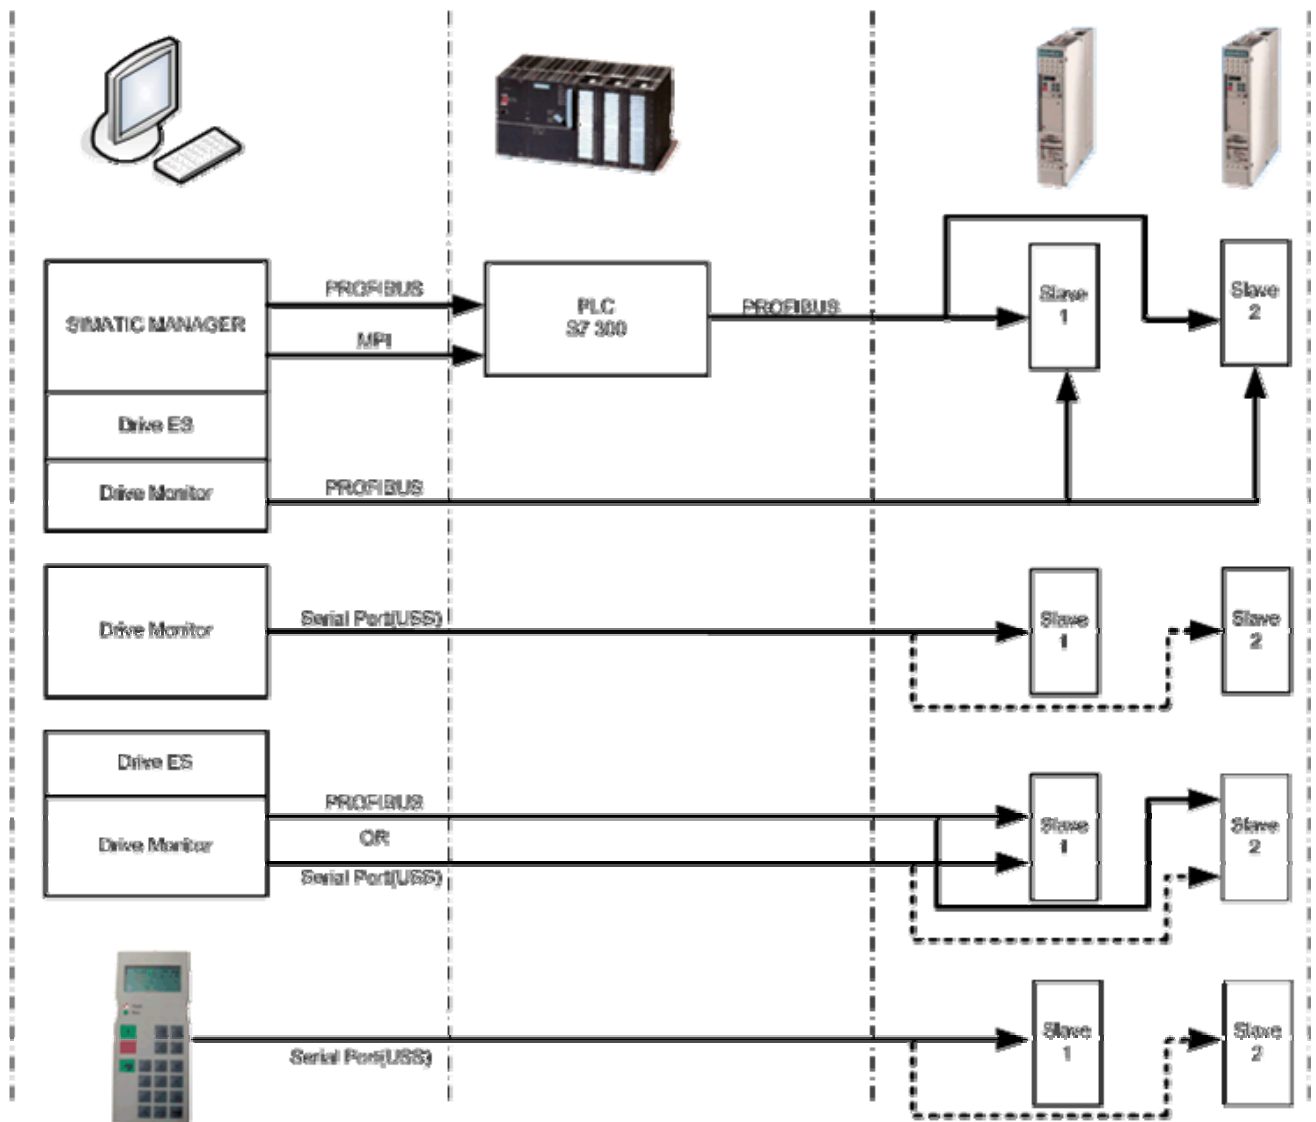 PROFIBUS
SIMATIC MANAGER
MPI
PLC
S7 300
PROFIBUS
Slave
1
Slave
2
Drive ES
Drive Monitor
PROFIBUS
Drive Monitor
Serial Port(USS)
Slave
1
Slave
2
Drive ES
Drive Monitor
PROFIBUS
OR
Serial Port(USS)
Slave
1
Slave
2
Serial Port(USS)
Slave
1
Slave
2